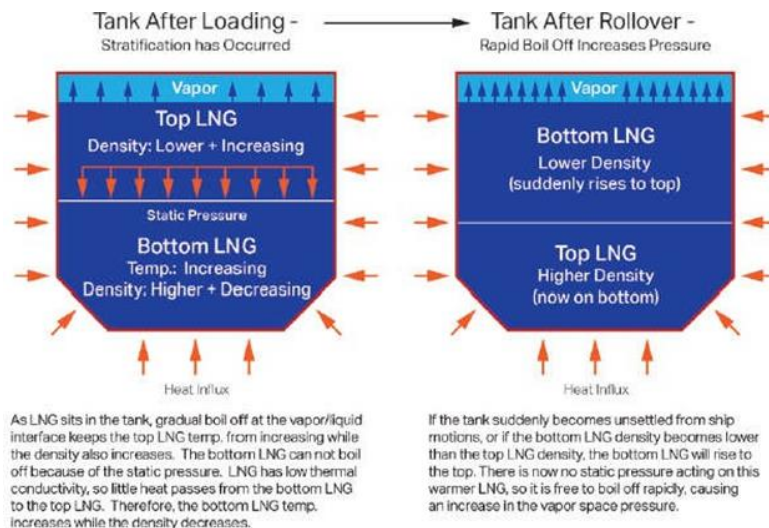 Tank After Loading -
Stratification has Occurred
Vapor
Top LNG
Density: Lower + Increasing
Static Pressure
Bottom LNG
Temp.: Increasing
Density: Higher + Decreasing
Heat Influx
As LNG sits in the tank, gradual boil off at the vapor/liquid
interface keeps the top LNG temp. from increasing while
the density also increases. The bottom LNG can not boil
off because of the static pressure. LNG has low thermal
conductivity, so little heat passes from the bottom LNG
to the top LNG. Therefore, the bottom LNG temp.
increases while the density decreases.
Tank After Rollover -
Rapid Boil Off Increases Pressure
Vapor
Bottom LNG
Lower Density
(suddenly rises to top)
Top LNG
Higher Density
(now on bottom)
Heat Influx
If the tank suddenly becomes unsettled from ship
motions, or if the bottom LNG density becomes lower
than the top LNG density, the bottom LNG will rise to
the top. There is now no static pressure acting on this
warmer LNG, so it is free to boil off rapidly, causing
an increase in the vapor space pressure.